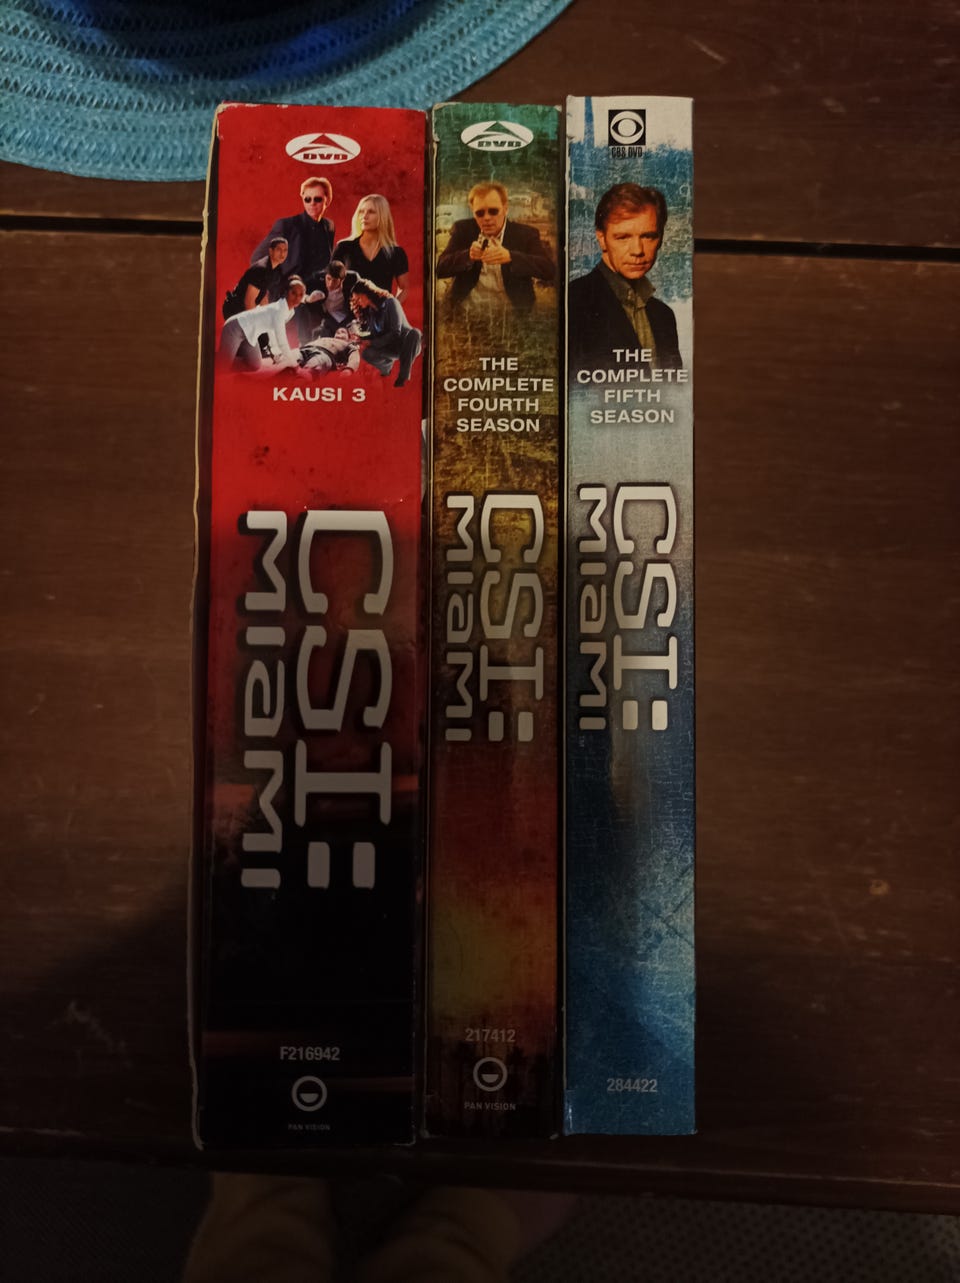 DVD
KAUSI 3
CSI:
MIaMI
F216942
PAN VISION
DVD
THE
COMPLETE
FOURTH
SEASON
CSI:
MIaMI
217412
PAN VISION
CBS DVD
THE
COMPLETE
FIFTH
SEASON
CSI:
MIaMI
284422